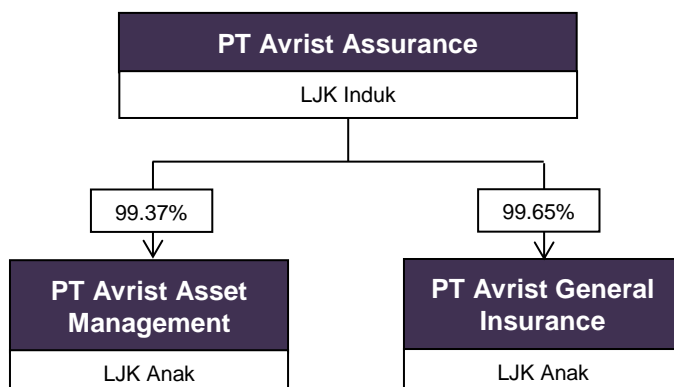 PT Avrist Assurance
LJK Induk
99.37%
99.65%
PT Avrist Asset
Management
LJK Anak
PT Avrist General
Insurance
LJK Anak